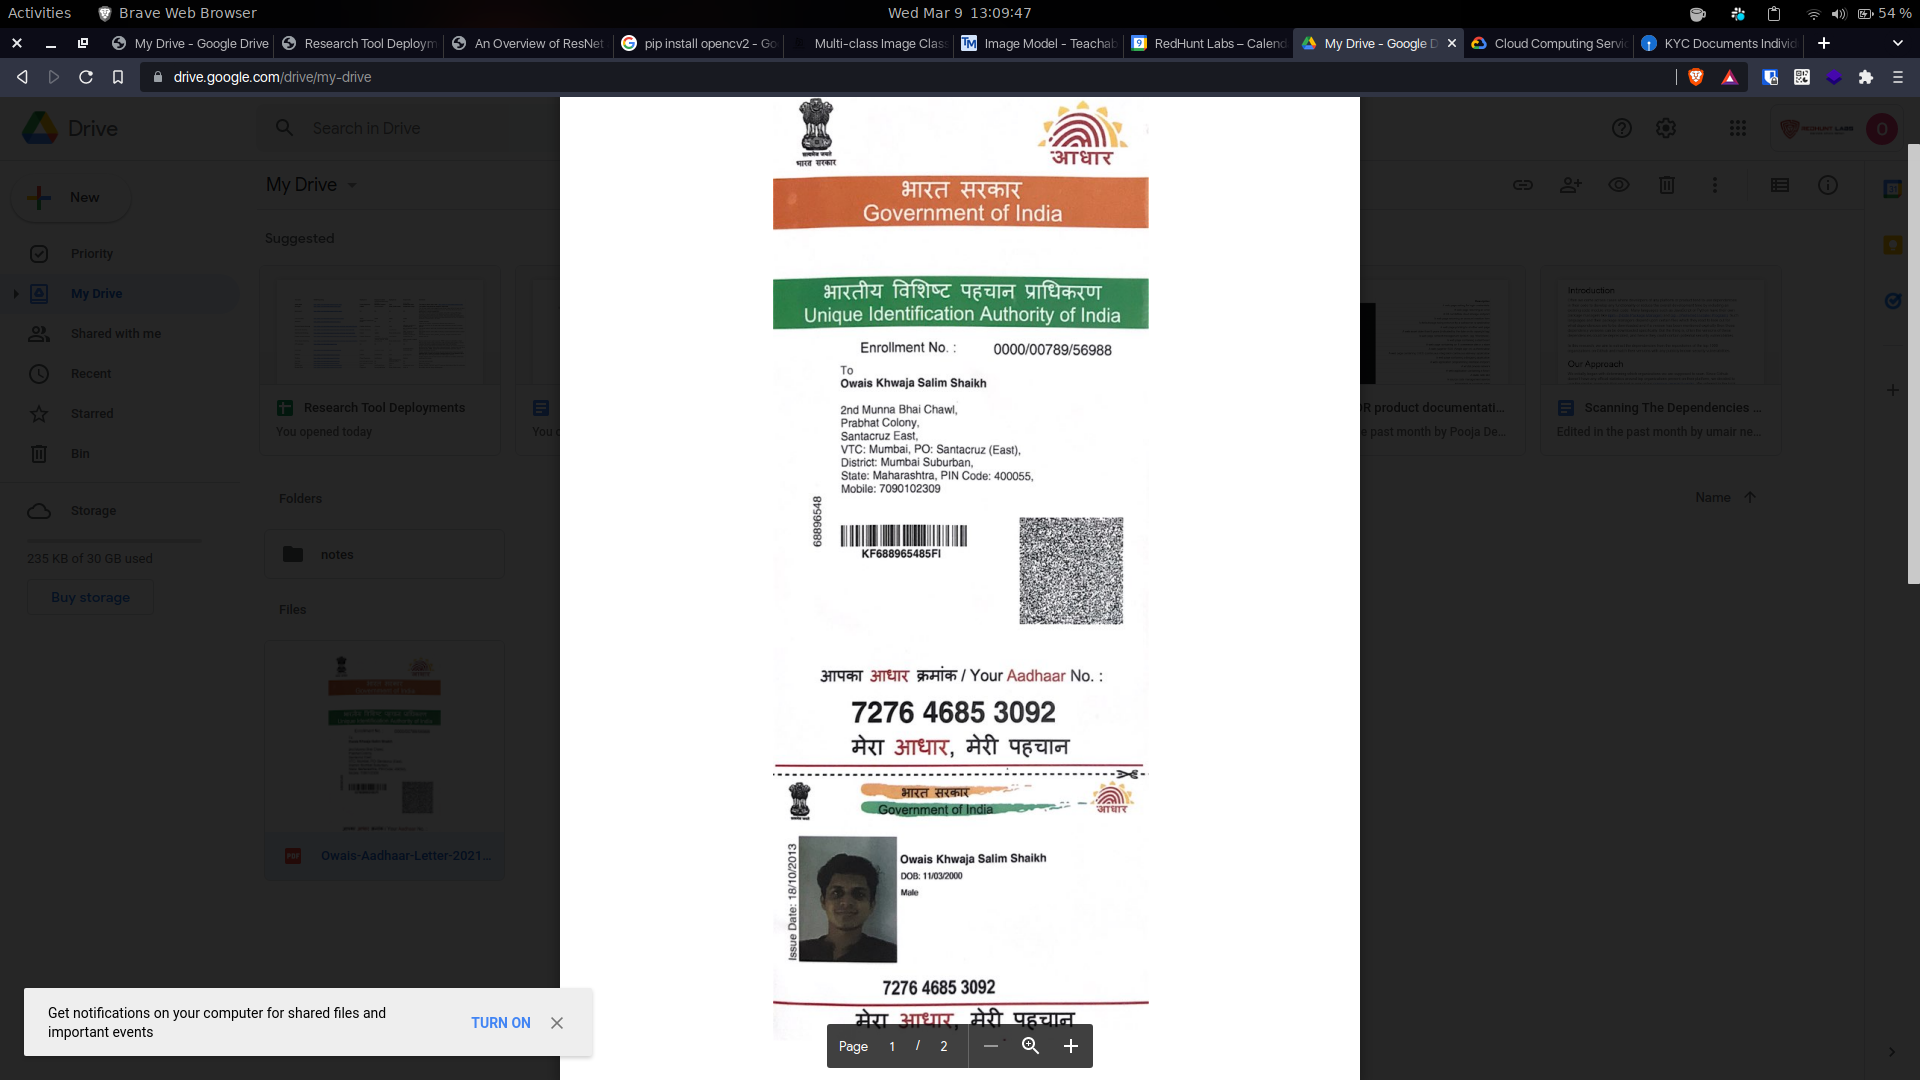 Activities
Brave Web Browser
Wed Mar 9 13:09:47
54 %
My Drive - Google Drive
Research Tool Deploym
An Overview of ResNet
pip install opencv2 - Go
Multi-class Image Clas
Image Model - Teachab
RedHunt Labs – Calend
My Drive - Google D
Cloud Computing Servi
KYC Documents Individ
drive.google.com/drive/my-drive
Drive
Search in Drive
REDHUNT LABS
O
New
My Drive
Priority
My Drive
Shared with me
Recent
Starred
Bin
Storage
235 KB of 30 GB used
Buy storage
Suggested
Research Tool Deployments
You opened today
R product documentati...
e past month by Pooja De...
Introduction
Our Approach
Scanning The Dependencies ...
Edited in the past month by umair ne...
Folders
Name
notes
Files
Owais-Aadhaar-Letter-2021...
भारत सरकार
आधार
भारत सरकार
Government of India
भारतीय विशिष्ट पहचान प्राधिकरण
Unique Identification Authority of India
Enrollment No. : 0000/00789/56988
To
Owais Khwaja Salim Shaikh
2nd Munna Bhai Chawl,
Prabhat Colony,
Santacruz East,
VTC: Mumbai, PO: Santacruz (East),
District: Mumbai Suburban,
State: Maharashtra, PIN Code: 400055,
Mobile: 7090102309
68896548
KF688965485FI
आपका आधार क्रमांक / Your Aadhaar No. :
7276 4685 3092
मेरा आधार, मेरी पहचान
भारत सरकार
Government of India
आधार
Issue Date: 18/10/2013
Owais Khwaja Salim Shaikh
DOB: 11/03/2000
Male
7276 4685 3092
मेरा आधार, मेरी पहचान
Get notifications on your computer for shared files and
important events
TURN ON
Page 1 / 2